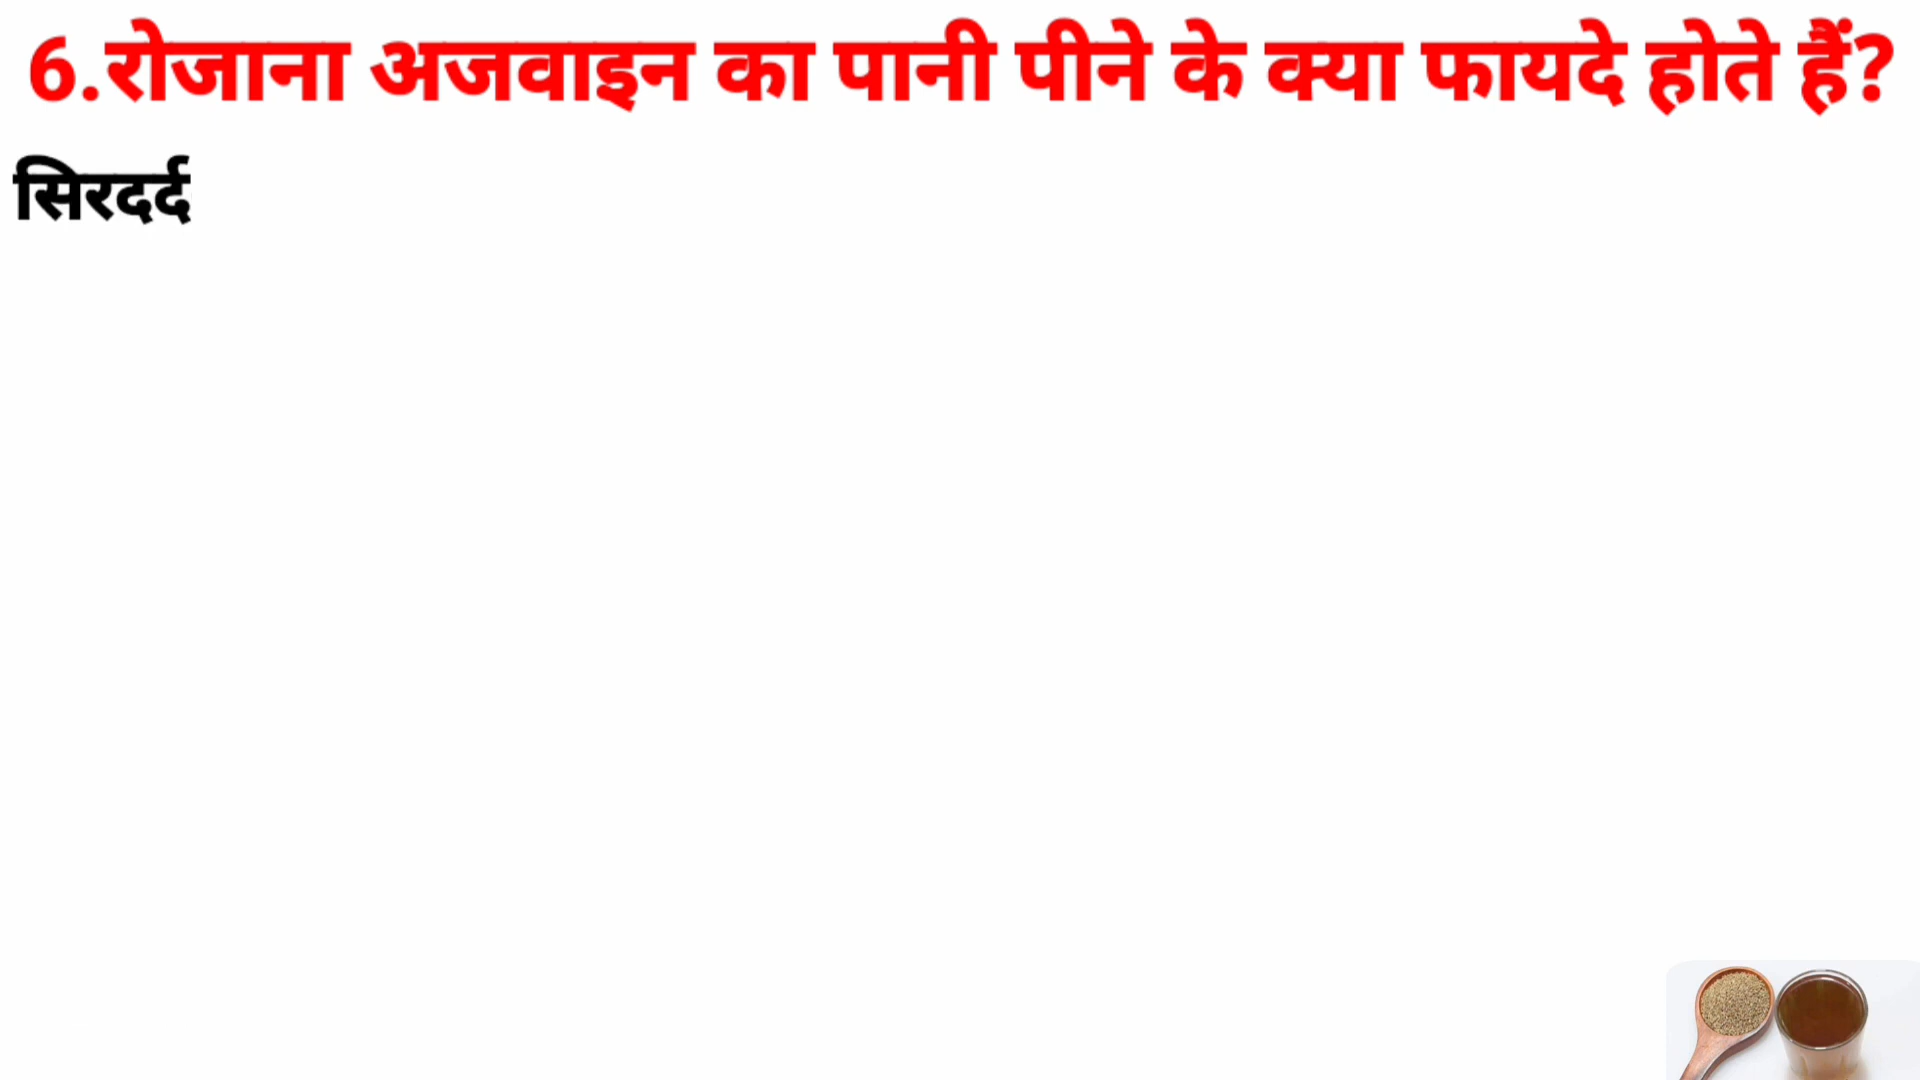 6.रोजाना अजवाइन का पानी पीने के क्या फायदे होते हैं?
सिरदर्द